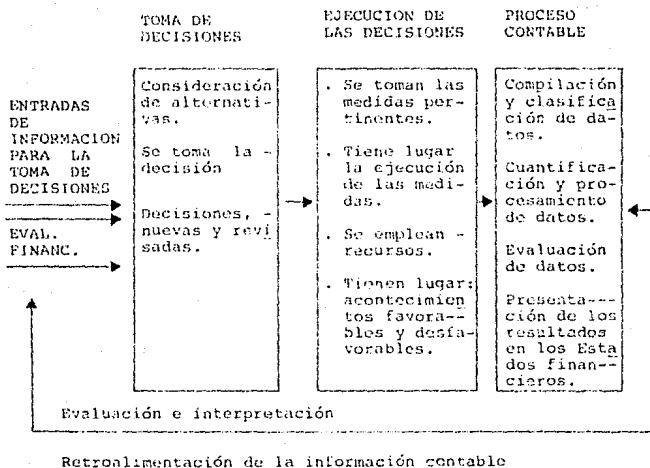 TOMA DE
DECISIONES
EJECUCION DE
LAS DECISIONES
PROCESO
CONTABLE
ENTRADAS
DE
INFORMACION
PARA LA
TOMA DE
DECISIONES
EVAL.
FINANC.
Consideración
de alternati-
vas.
Se toma la -
decisión
Decisiones, -
nuevas y revi
sadas.
. Se toman las
medidas per-
tinentes.
. Tiene lugar
la ejecución
de las medi-
das.
. Se emplean -
recursos.
. Tienen lugar:
acontecimien
tos favora--
bles y desfa-
vorables.
Compilación
y clasifica
ción de da-
tos.
Cuantifica-
ción y pro-
cesamiento
de datos.
Evaluación
de datos.
Presenta---
ción de los
resultados
en los Esta
dos finan--
cieros.
Evaluación e interpretación
Retroalimentación de la información contable